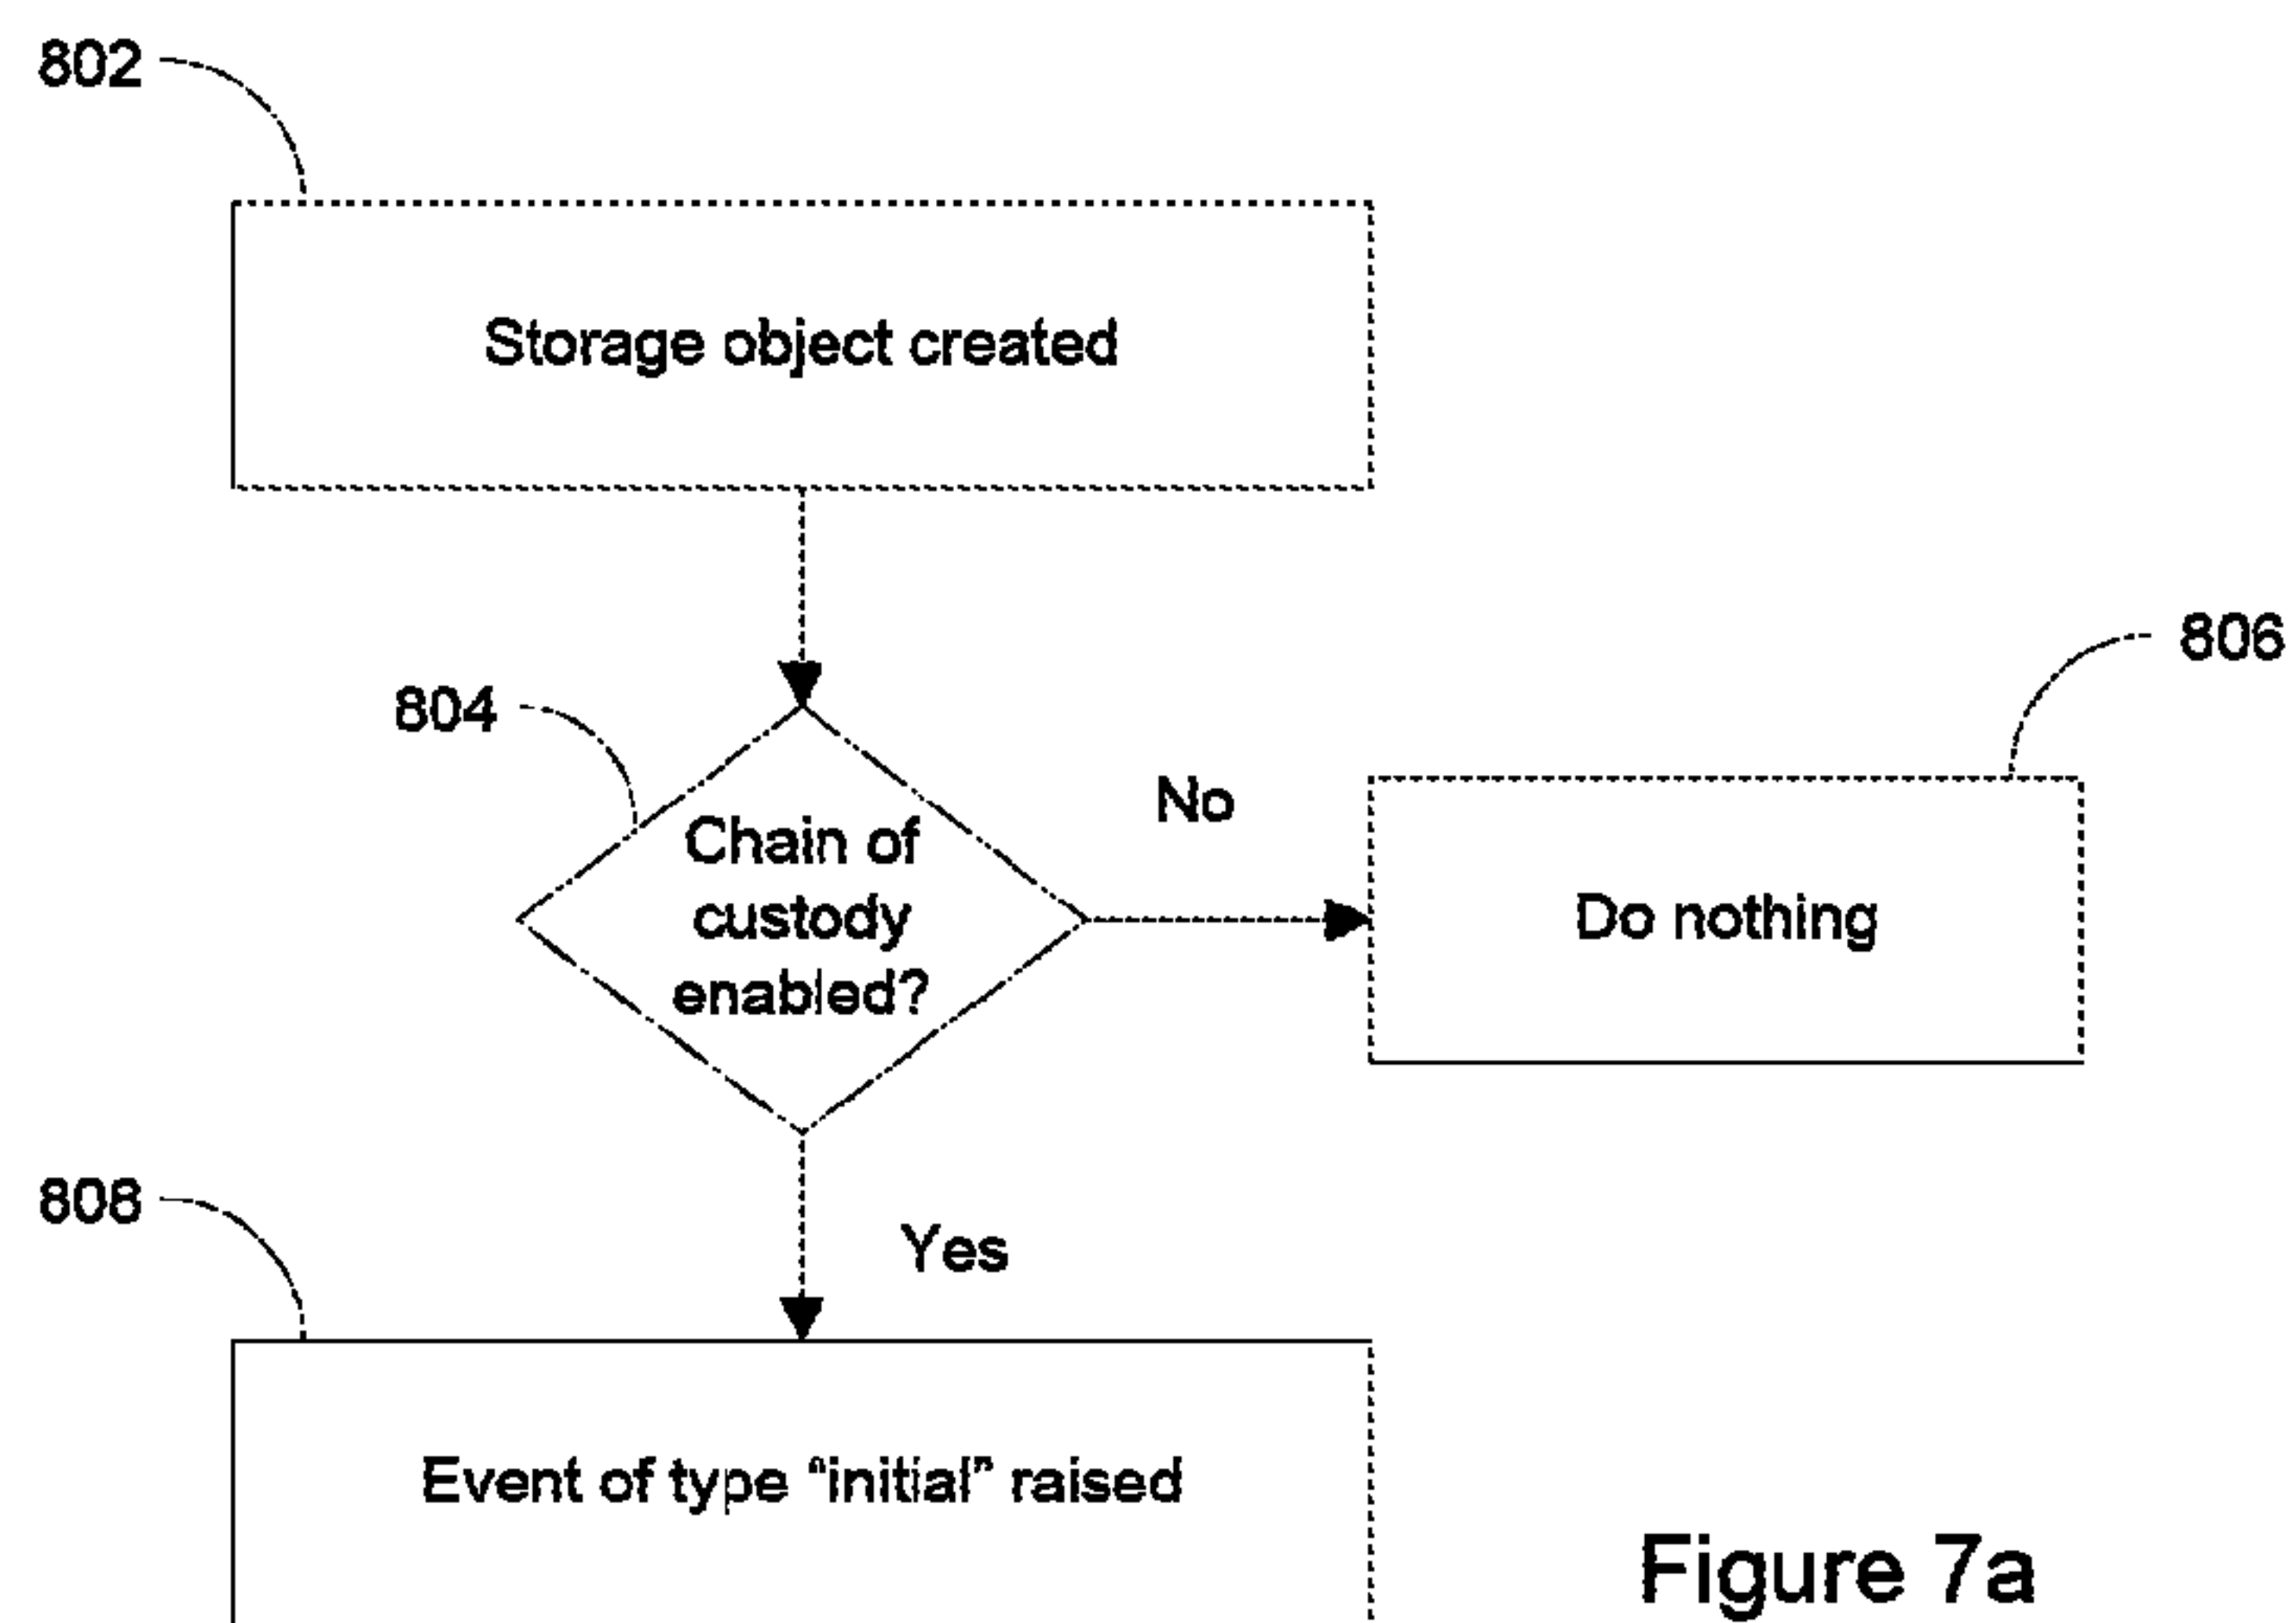 802
Storage object created
806
804
No
Chain of
custody
enabled?
Do nothing
808
Yes
Event of type “initial” raised
Figure 7a